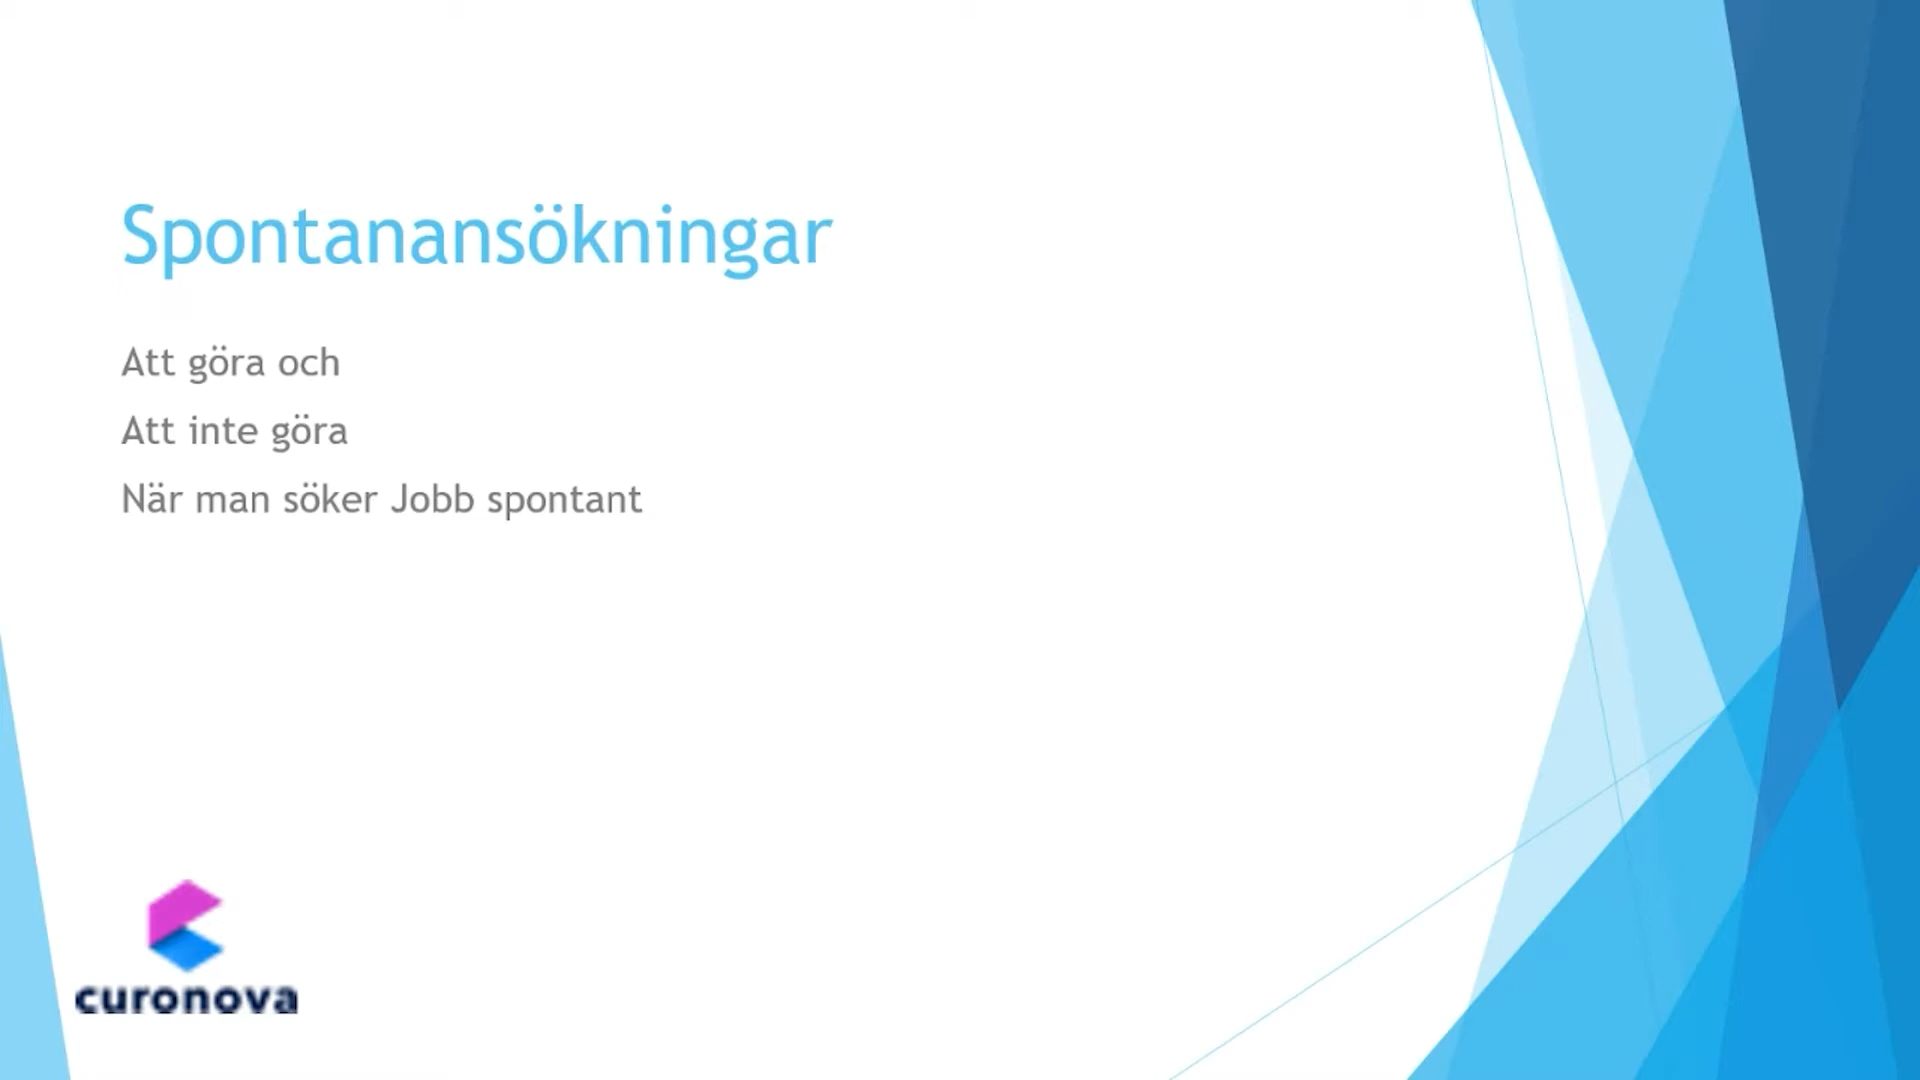 Spontanansökningar
Att göra och
Att inte göra
När man söker Jobb spontant
curonova